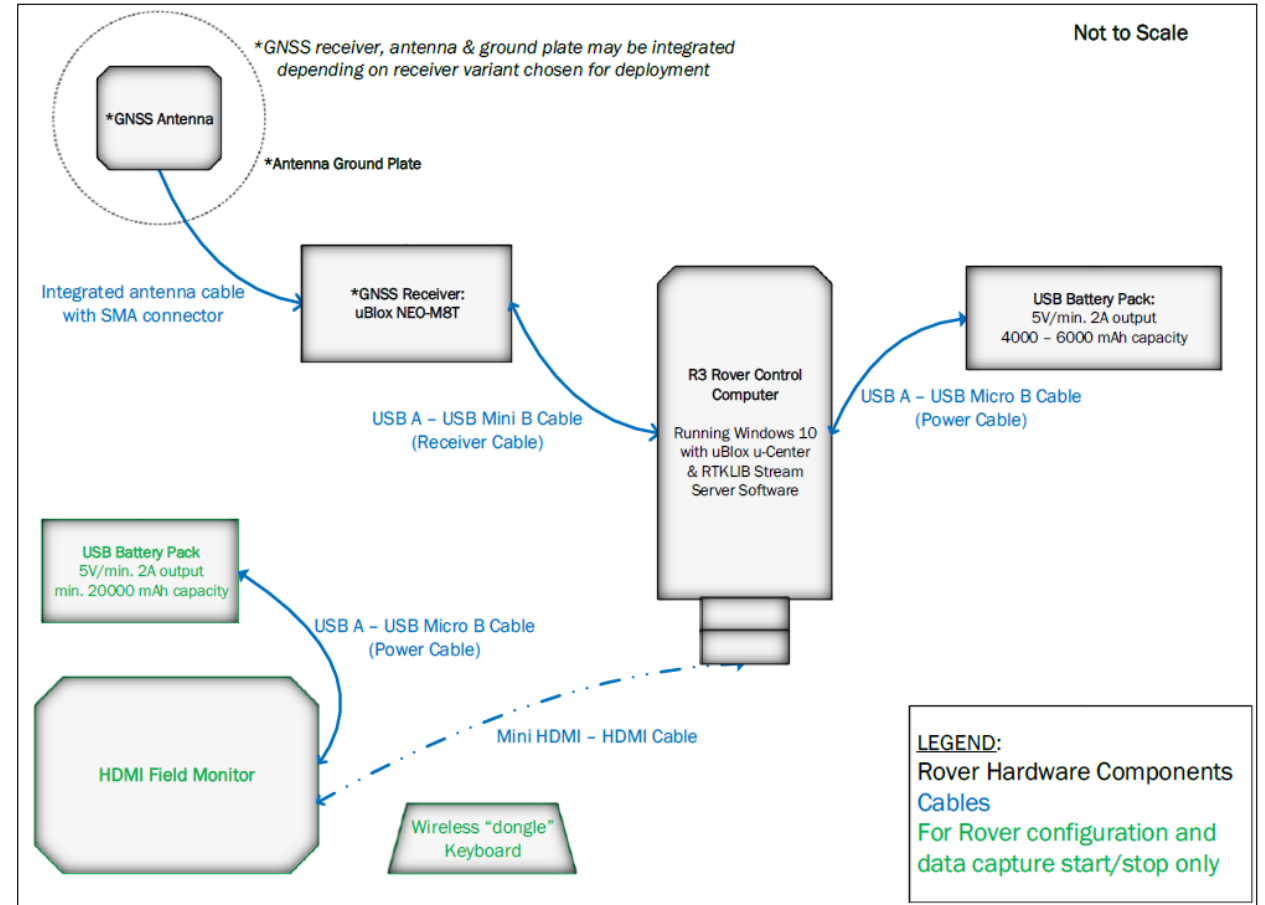 Not to Scale
*GNSS receiver, antenna & ground plate may be integrated
depending on receiver variant chosen for deployment
*GNSS Antenna
*Antenna Ground Plate
Integrated antenna cable
with SMA connector
*GNSS Receiver:
uBlox NEO-M8T
USB A – USB Mini B Cable
(Receiver Cable)
R3 Rover Control
Computer
Running Windows 10
with uBlox u-Center
& RTKLIB Stream
Server Software
USB Battery Pack:
5V/min. 2A output
4000 – 6000 mAh capacity
USB A – USB Micro B Cable
(Power Cable)
USB Battery Pack
5V/min. 2A output
min. 20000 mAh capacity
USB A – USB Micro B Cable
(Power Cable)
HDMI Field Monitor
Mini HDMI – HDMI Cable
Wireless “dongle”
Keyboard
LEGEND:
Rover Hardware Components
Cables
For Rover configuration and
data capture start/stop only